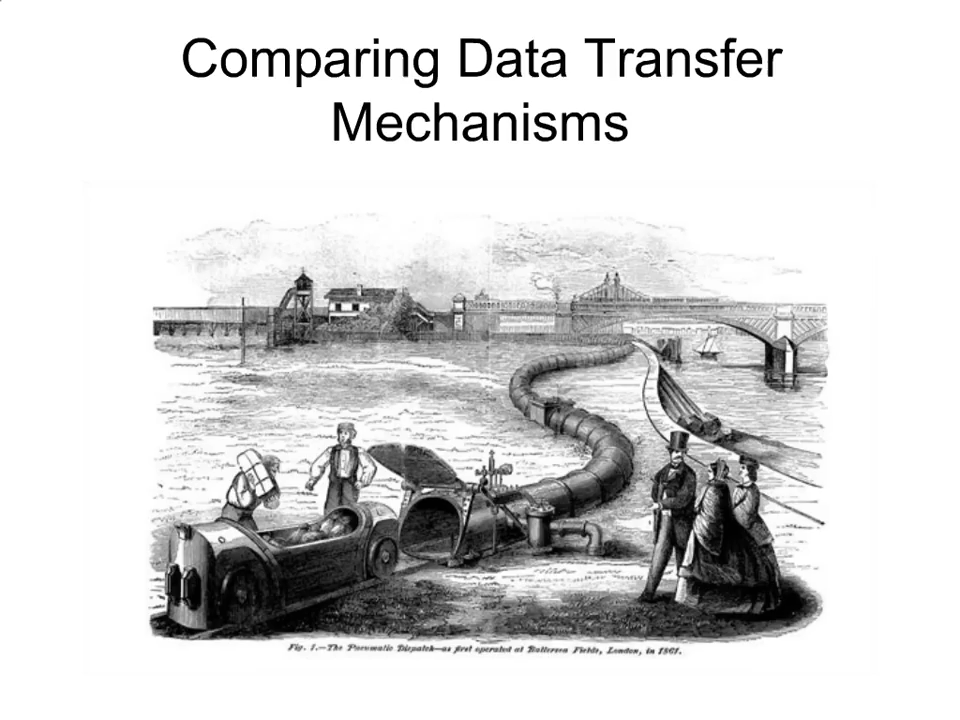 Comparing Data Transfer
Mechanisms
Fig. 1.—The Pneumatic Dispatch—as first operated at Battersea Fields, London, in 1861.